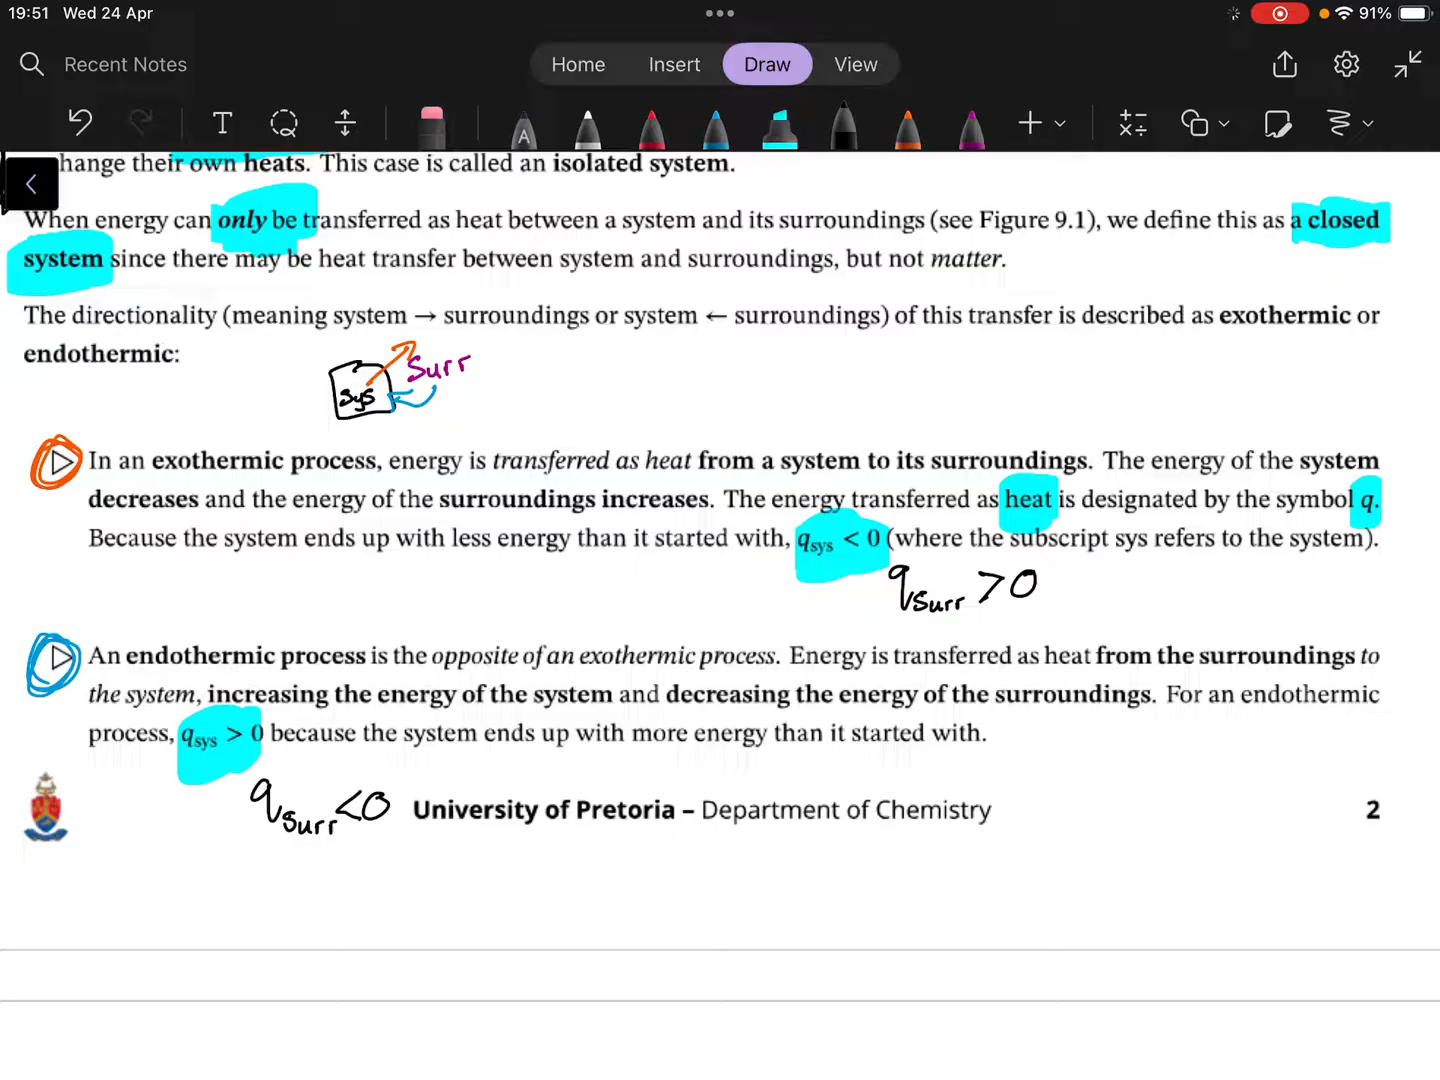 19:51 Wed 24 Apr 91%
Recent Notes Home Insert Draw View
T A
hange their own heats. This case is called an isolated system.
When energy can only be transferred as heat between a system and its surroundings (see Figure 9.1), we define this as a closed
system since there may be heat transfer between system and surroundings, but not matter.
The directionality (meaning system → surroundings or system ← surroundings) of this transfer is described as exothermic or
endothermic:
Surr
sys
In an exothermic process, energy is transferred as heat from a system to its surroundings. The energy of the system
decreases and the energy of the surroundings increases. The energy transferred as heat is designated by the symbol q.
Because the system ends up with less energy than it started with, qsys < 0 (where the subscript sys refers to the system).
qsurr > 0
An endothermic process is the opposite of an exothermic process. Energy is transferred as heat from the surroundings to
the system, increasing the energy of the system and decreasing the energy of the surroundings. For an endothermic
process, qsys > 0 because the system ends up with more energy than it started with.
qsurr < 0
University of Pretoria – Department of Chemistry 2